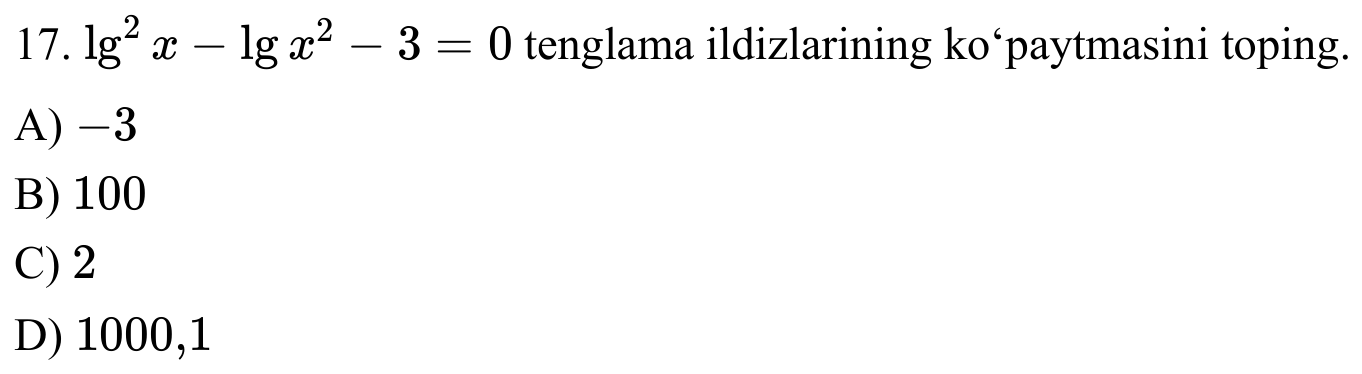 17. lg² x − lg x² − 3 = 0 tenglama ildizlarining ko‘paytmasini toping.
A) −3
B) 100
C) 2
D) 1000,1